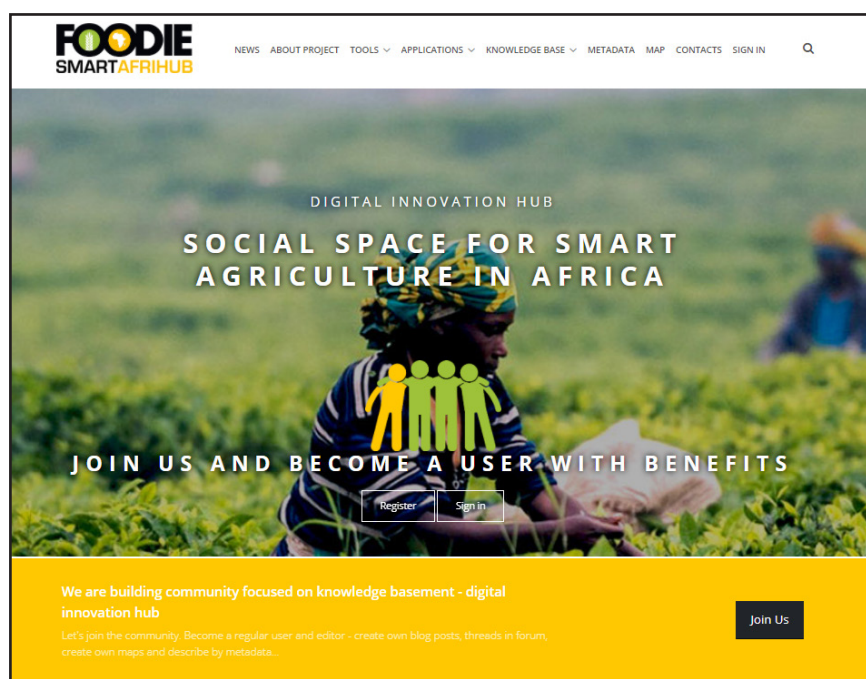 FOODIE
SMARTAFRIHUB
NEWS ABOUT PROJECT TOOLS APPLICATIONS KNOWLEDGE BASE METADATA MAP CONTACTS SIGN IN
DIGITAL INNOVATION HUB
SOCIAL SPACE FOR SMART
AGRICULTURE IN AFRICA
JOIN US AND BECOME A USER WITH BENEFITS
Register Sign in
We are building community focused on knowledge basement - digital
innovation hub
Let's join the community. Become a regular user and editor - create own blog posts, threads in forum,
create own maps and describe by metadata...
Join Us